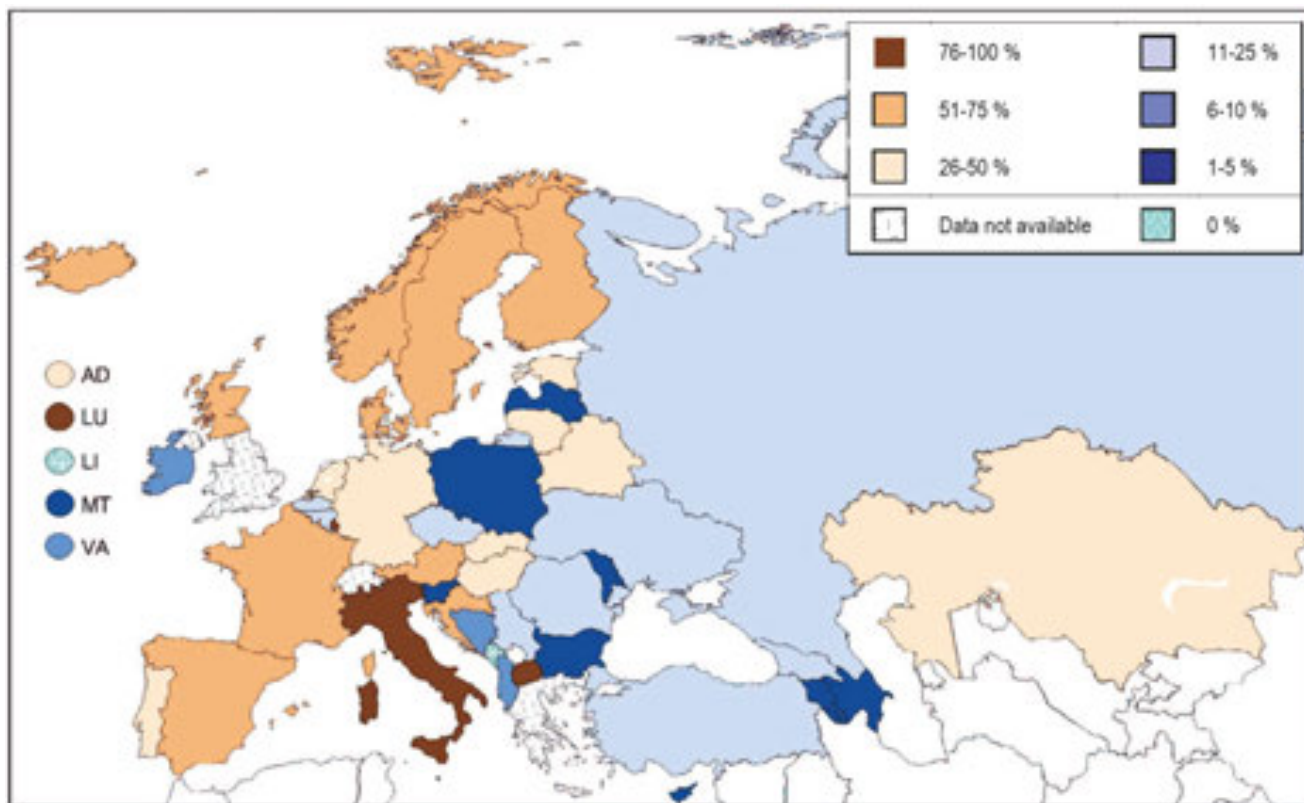 76-100 %
11-25 %
51-75 %
6-10 %
26-50 %
1-5 %
Data not available
0 %
AD
LU
LI
MT
VA